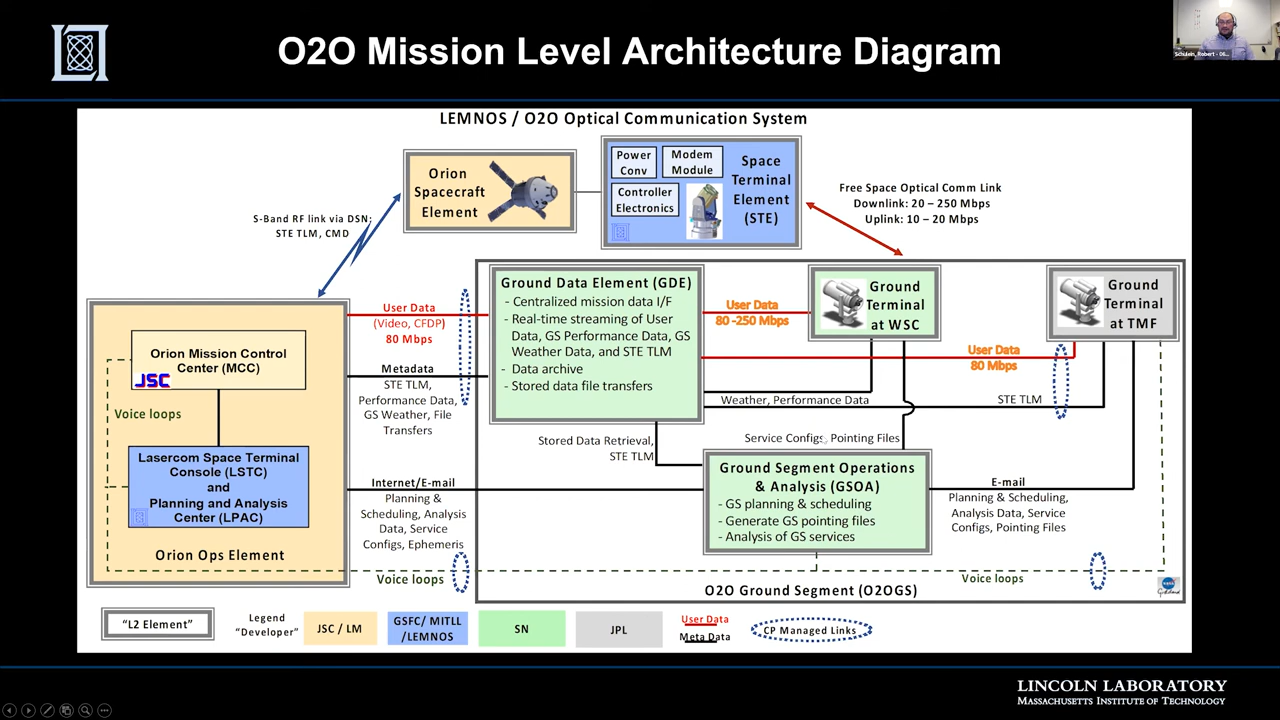 O2O Mission Level Architecture Diagram
LEMNOS / O2O Optical Communication System
Orion
Spacecraft
Element
Power
Conv
Modem
Module
Controller
Electronics
Space
Terminal
Element
(STE)
S-Band RF link via DSN;
STE TLM, CMD
Free Space Optical Comm Link
Downlink: 20 – 250 Mbps
Uplink: 10 – 20 Mbps
Orion Mission Control
Center (MCC)
JSC
Voice loops
Lasercom Space Terminal
Console (LSTC)
and
Planning and Analysis
Center (LPAC)
Orion Ops Element
User Data
(Video, CFDP)
80 Mbps
Metadata
STE TLM,
Performance Data,
GS Weather, File
Transfers
Internet/E-mail
Planning &
Scheduling, Analysis
Data, Service
Configs, Ephemeris
Voice loops
Ground Data Element (GDE)
- Centralized mission data I/F
- Real-time streaming of User
Data, GS Performance Data, GS
Weather Data, and STE TLM
- Data archive
- Stored data file transfers
User Data
80 -250 Mbps
Ground
Terminal
at WSC
Ground
Terminal
at TMF
User Data
80 Mbps
Weather, Performance Data
STE TLM
Stored Data Retrieval,
STE TLM
Service Configs, Pointing Files
Ground Segment Operations
& Analysis (GSOA)
- GS planning & scheduling
- Generate GS pointing files
- Analysis of GS services
E-mail
Planning & Scheduling,
Analysis Data, Service
Configs, Pointing Files
Voice loops
O2O Ground Segment (O2OGS)
"L2 Element"
Legend
"Developer"
JSC / LM
GSFC/ MITLL
/LEMNOS
SN
JPL
User Data
Meta Data
CP Managed Links
LINCOLN LABORATORY
MASSACHUSETTS INSTITUTE OF TECHNOLOGY